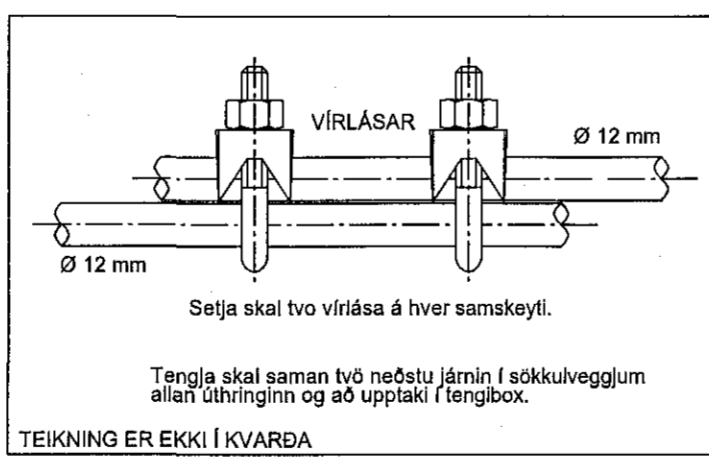 VÍRLÁSAR
Ø 12 mm
Ø 12 mm
Setja skal tvo vírlása á hver samskeyti.
Tengja skal saman tvö neðstu járnin í sökkulveggjum
allan úthringinn og að upptaki í tengibox.
TEIKNING ER EKKI Í KVARÐA